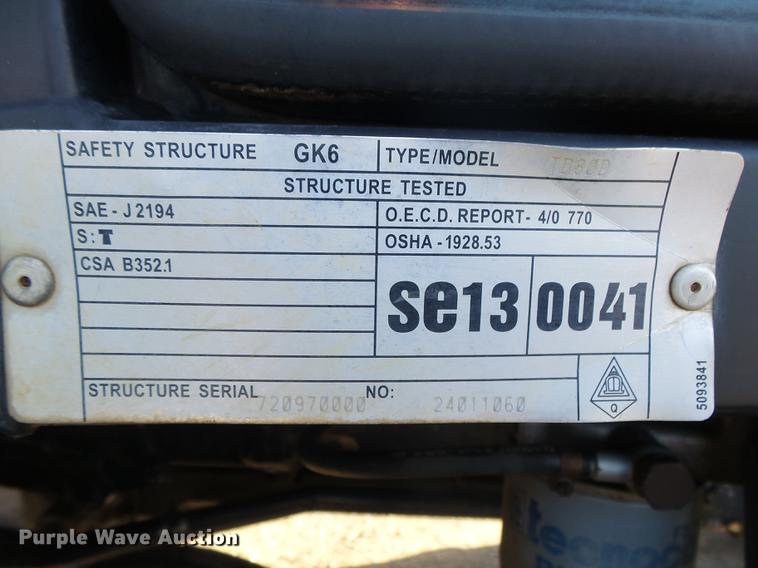 SAFETY STRUCTURE GK6 TYPE/MODEL TD80D
STRUCTURE TESTED
SAE - J2194 O.E.C.D. REPORT - 4/0 770
S: T OSHA - 1928.53
CSA B352.1
se13 0041
STRUCTURE SERIAL 720970000 NO: 24011060
Q
5093841
tecnoc
Purple Wave Auction